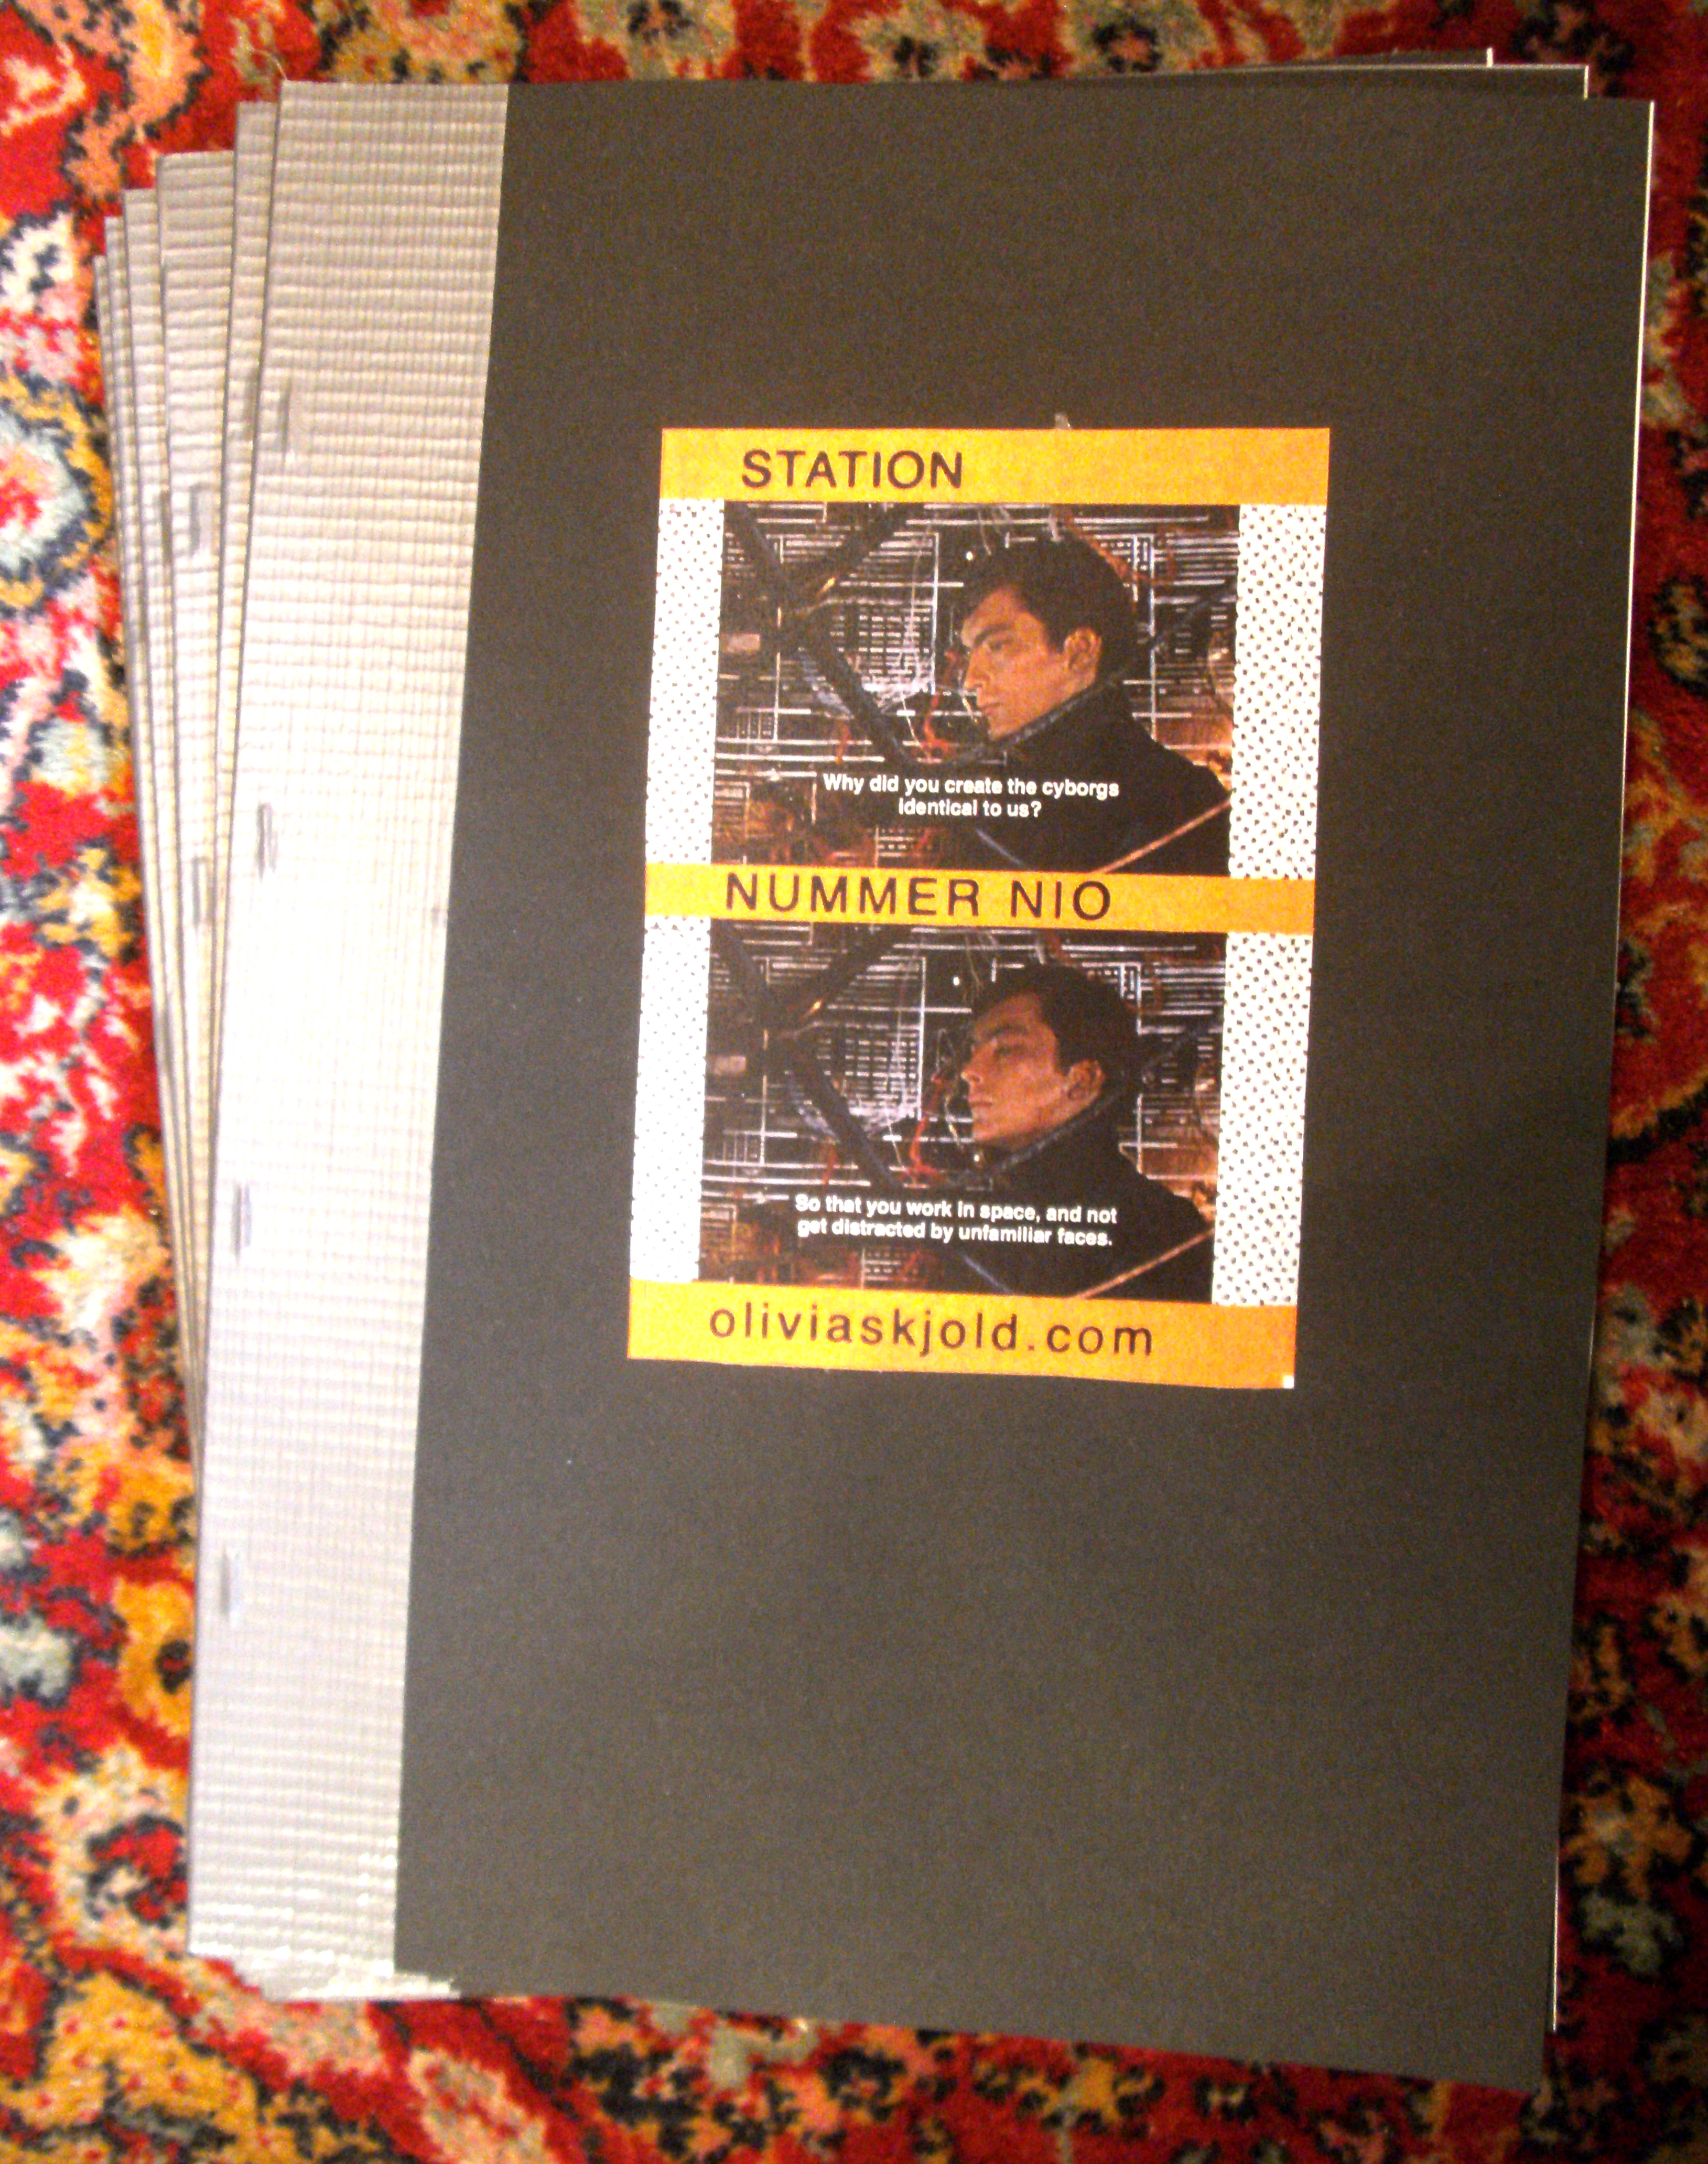 STATION
Why did you create the cyborgs
identical to us?
NUMMER NIO
So that you work in space, and not
get distracted by unfamiliar faces.
oliviaskjold.com